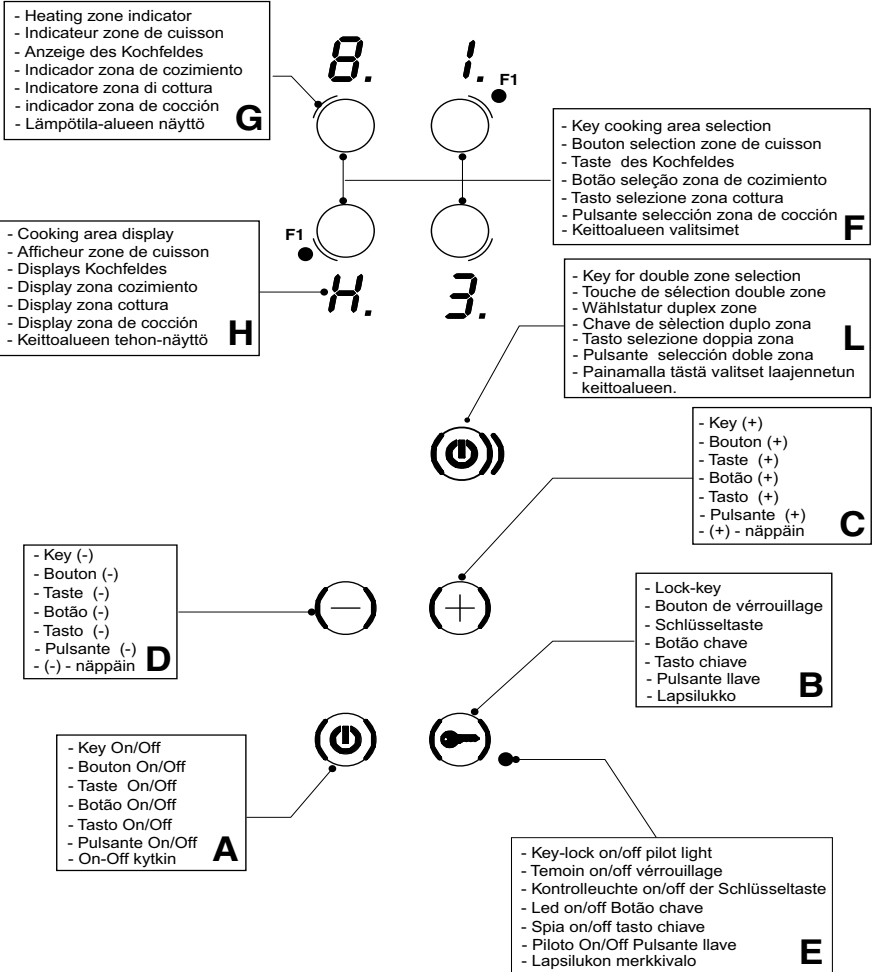 - Heating zone indicator
- Indicateur zone de cuisson
- Anzeige des Kochfeldes
- Indicador zona de cozimento
- Indicatore zona di cottura
- indicador zona de cocción
- Lämpötila-alueen näyttö
G
8.
1.
F1
- Key cooking area selection
- Bouton selection zone de cuisson
- Taste des Kochfeldes
- Botão seleção zona de cozimento
- Tasto selezione zona cottura
- Pulsante selección zona de cocción
- Keittoalueen valitsimet
F
F1
- Cooking area display
- Afficheur zone de cuisson
- Displays Kochfeldes
- Display zona cozimento
- Display zona cottura
- Display zona de cocción
- Keittoalueen tehon-näyttö
H
H.
3.
- Key for double zone selection
- Touche de sélection double zone
- Wählstatur duplex zone
- Chave de sèlection duplo zona
- Tasto selezione doppia zona
- Pulsante selección doble zona
- Painamalla tästä valitset laajennetun
keittoalueen.
L
- Key (+)
- Bouton (+)
- Taste (+)
- Botão (+)
- Tasto (+)
- Pulsante (+)
- (+) - näppäin
C
- Key (-)
- Bouton (-)
- Taste (-)
- Botão (-)
- Tasto (-)
- Pulsante (-)
- (-) - näppäin
D
- Lock-key
- Bouton de vérrouillage
- Schlüsseltaste
- Botão chave
- Tasto chiave
- Pulsante llave
- Lapsilukko
B
- Key On/Off
- Bouton On/Off
- Taste On/Off
- Botão On/Off
- Tasto On/Off
- Pulsante On/Off
- On-Off kytkin
A
- Key-lock on/off pilot light
- Temoin on/off vérrouillage
- Kontrolleuchte on/off der Schlüsseltaste
- Led on/off Botão chave
- Spia on/off tasto chiave
- Piloto On/Off Pulsante llave
- Lapsilukon merkkivalo
E